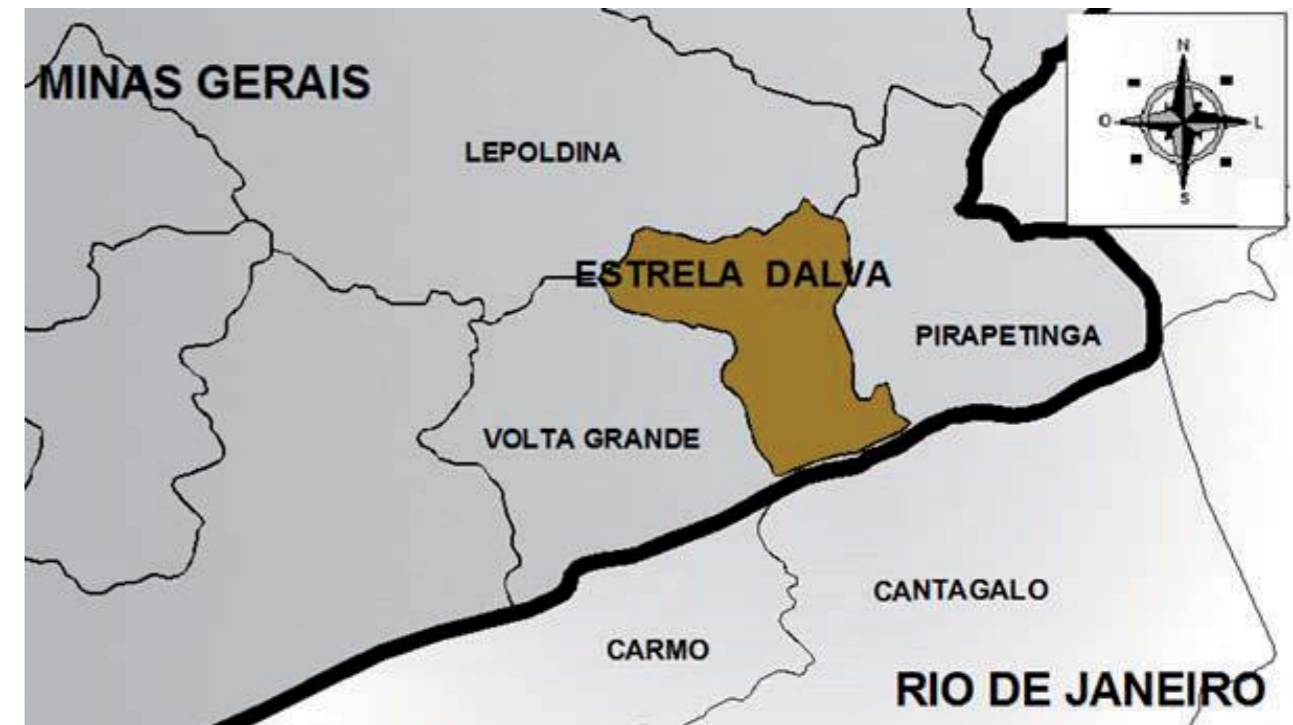 MINAS GERAIS
N
O
L
S
LEPOLDINA
ESTRELA DALVA
PIRAPETINGA
VOLTA GRANDE
CANTAGALO
CARMO
RIO DE JANEIRO